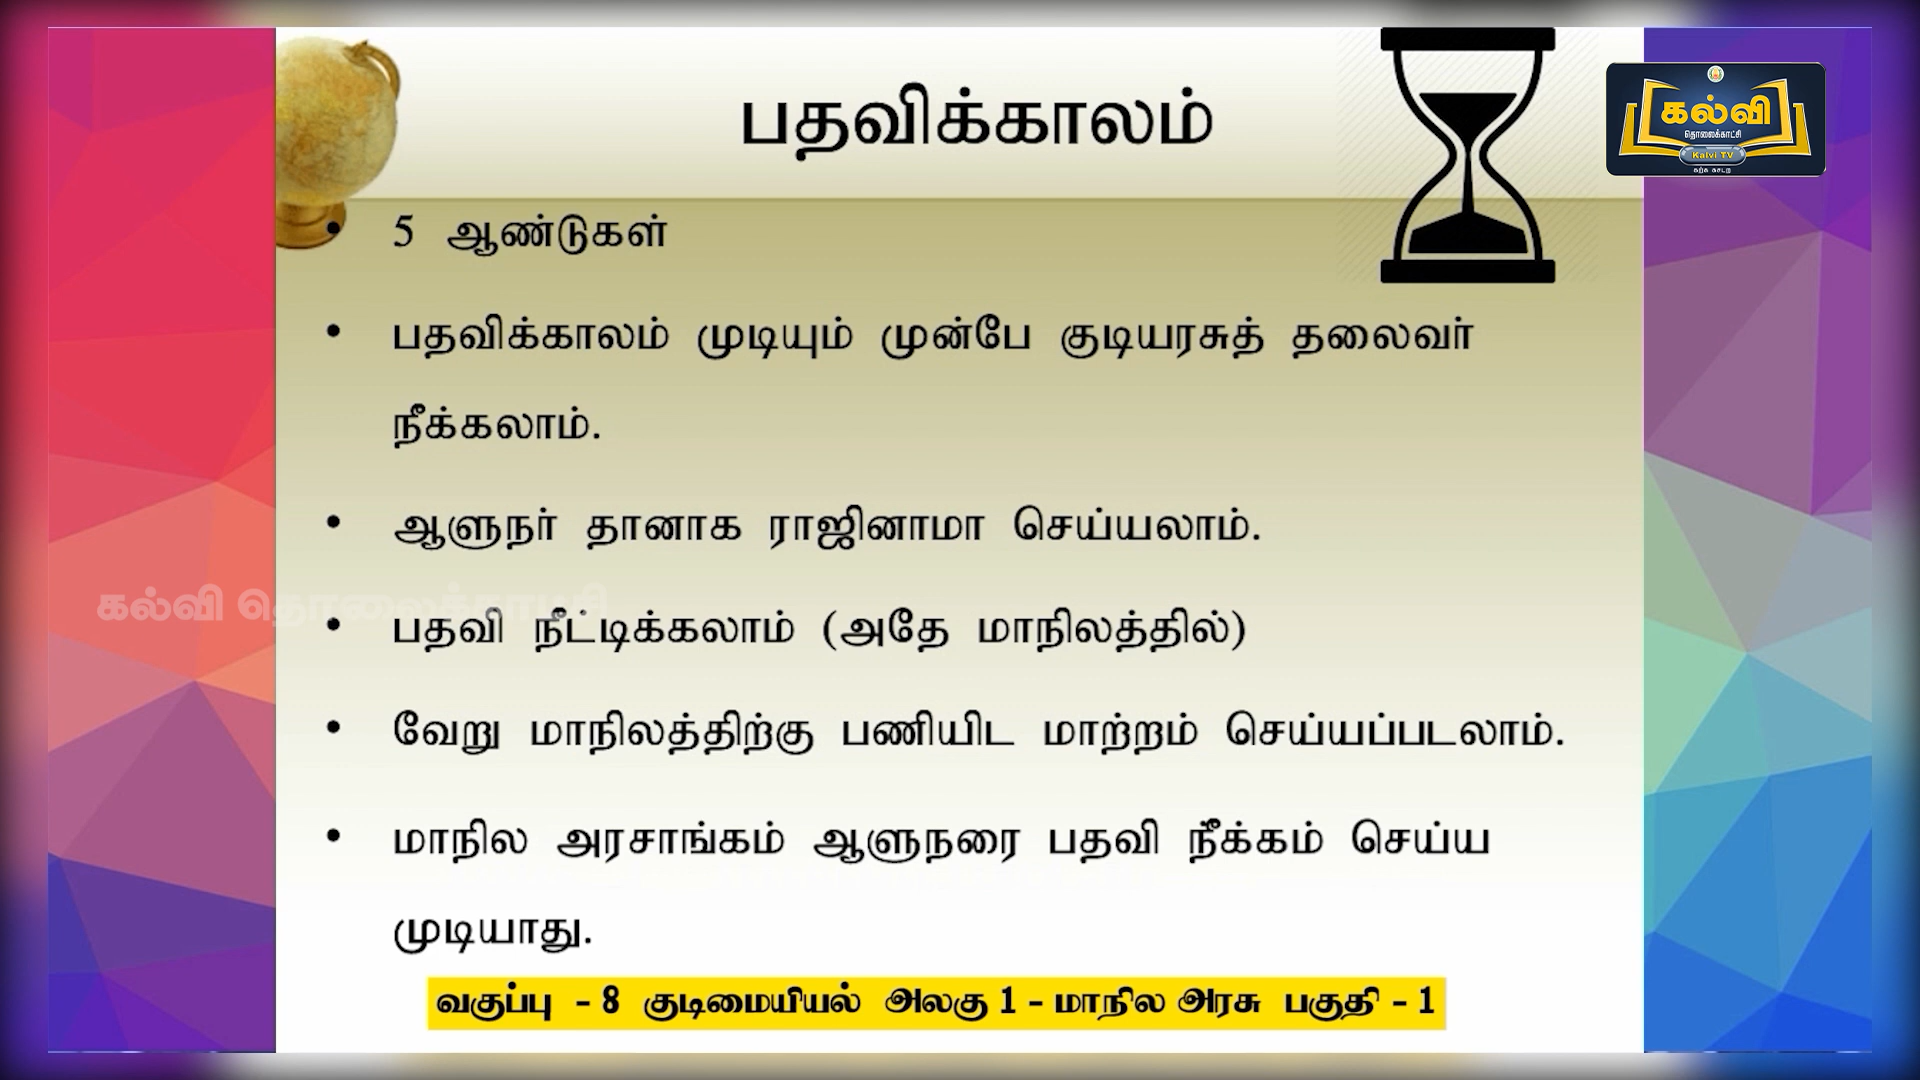 பதவிக்காலம்
கல்வி
தொலைக்காட்சி
Kalvi TV
கற்க கசடற
• 5 ஆண்டுகள்
• பதவிக்காலம் முடியும் முன்பே குடியரசுத் தலைவர்
நீக்கலாம்.
• ஆளுநர் தானாக ராஜினாமா செய்யலாம்.
கல்வி தொலைக்காட்சி
• பதவி நீட்டிக்கலாம் (அதே மாநிலத்தில்)
• வேறு மாநிலத்திற்கு பணியிட மாற்றம் செய்யப்படலாம்.
• மாநில அரசாங்கம் ஆளுநரை பதவி நீக்கம் செய்ய
முடியாது.
வகுப்பு - 8 குடிமையியல் அலகு 1 - மாநில அரசு பகுதி - 1